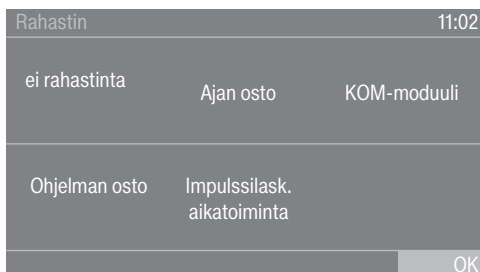 Rahastin 11:02
ei rahastinta
Ajan osto
KOM-moduuli
Ohjelman osto
Impulssilask.
aikatoiminta
OK